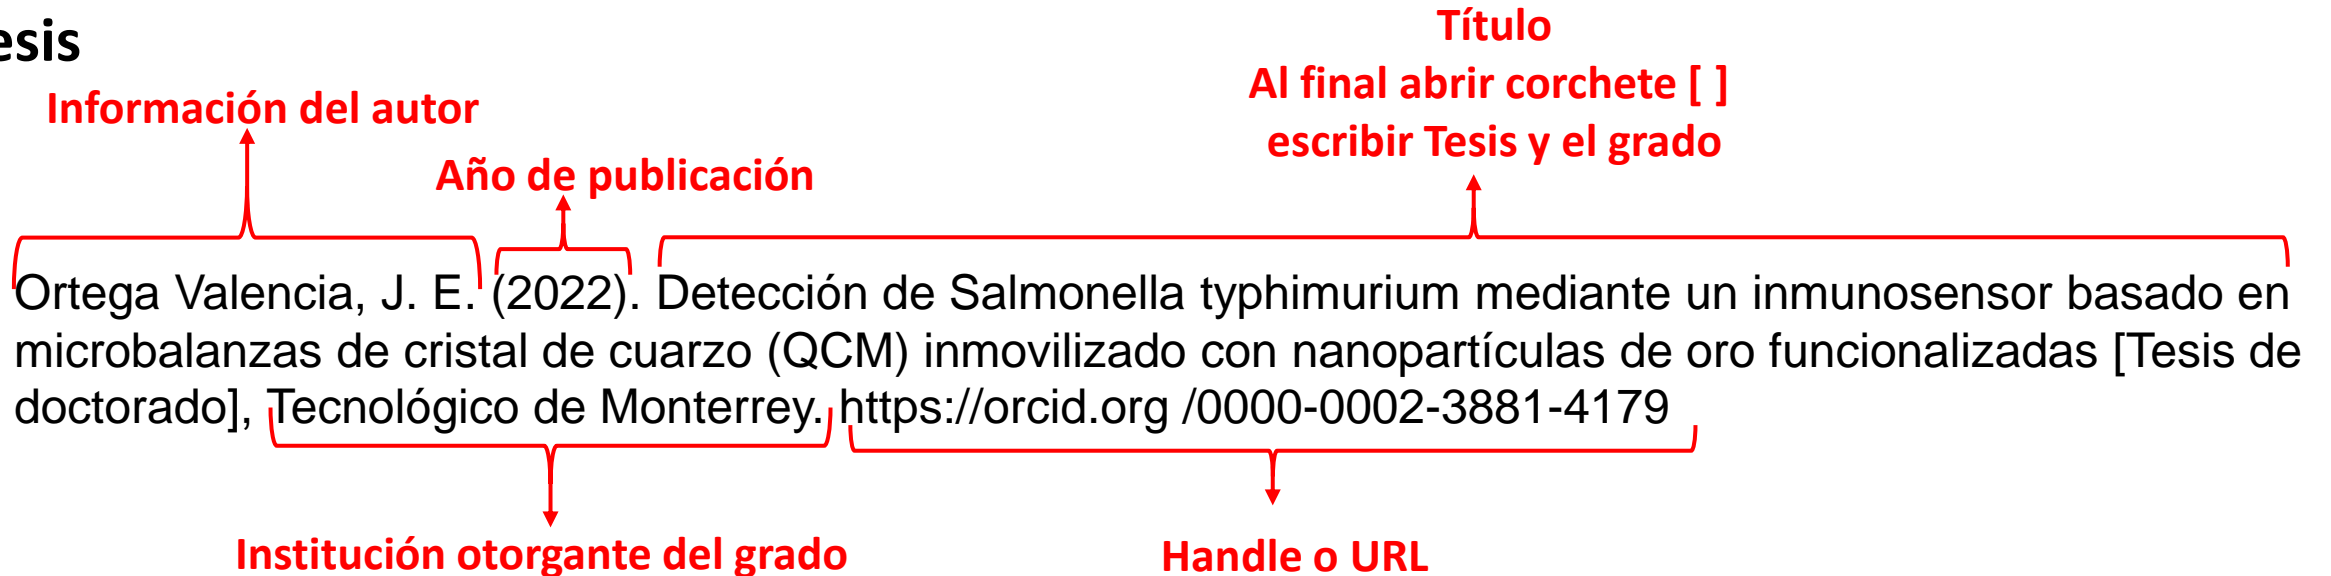 esis
Título
Al final abrir corchete [ ]
escribir Tesis y el grado
Información del autor
Año de publicación
Ortega Valencia, J. E. (2022). Detección de Salmonella typhimurium mediante un inmunosensor basado en
microbalanzas de cristal de cuarzo (QCM) inmovilizado con nanopartículas de oro funcionalizadas [Tesis de
doctorado], Tecnológico de Monterrey. https://orcid.org /0000-0002-3881-4179
Institución otorgante del grado
Handle o URL